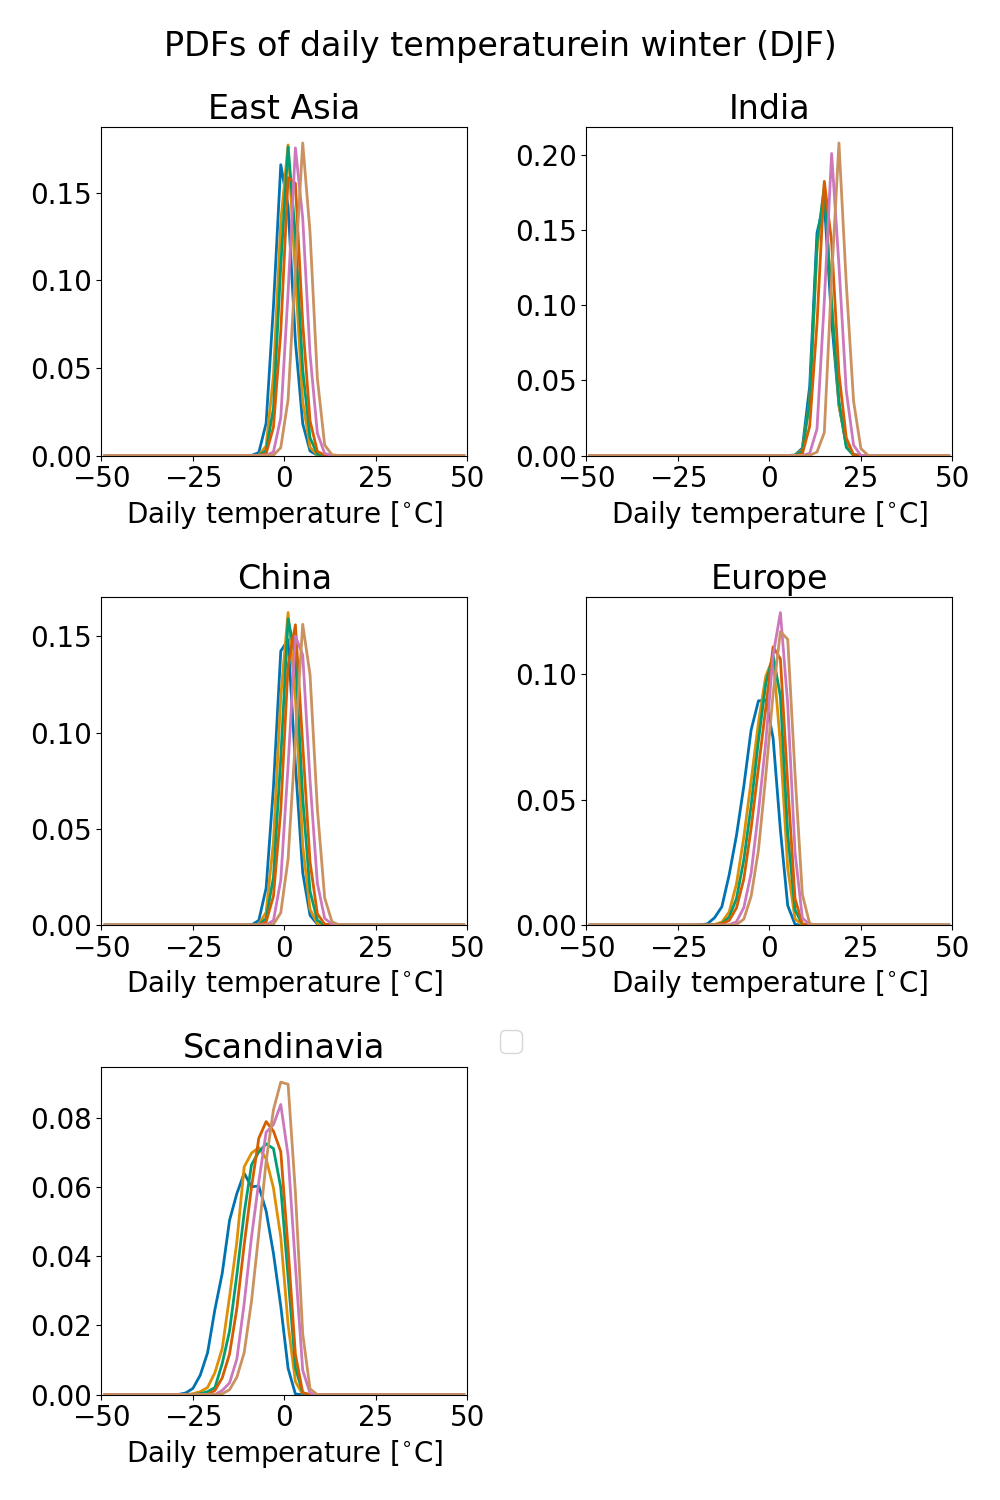 PDFs of daily temperaturein winter (DJF)
East Asia
0.15
0.10
0.05
0.00
−50 −25 0 25 50
Daily temperature [°C]
India
0.20
0.15
0.10
0.05
0.00
−50 −25 0 25 50
Daily temperature [°C]
China
0.15
0.10
0.05
0.00
−50 −25 0 25 50
Daily temperature [°C]
Europe
0.10
0.05
0.00
−50 −25 0 25 50
Daily temperature [°C]
Scandinavia
0.08
0.06
0.04
0.02
0.00
−50 −25 0 25 50
Daily temperature [°C]